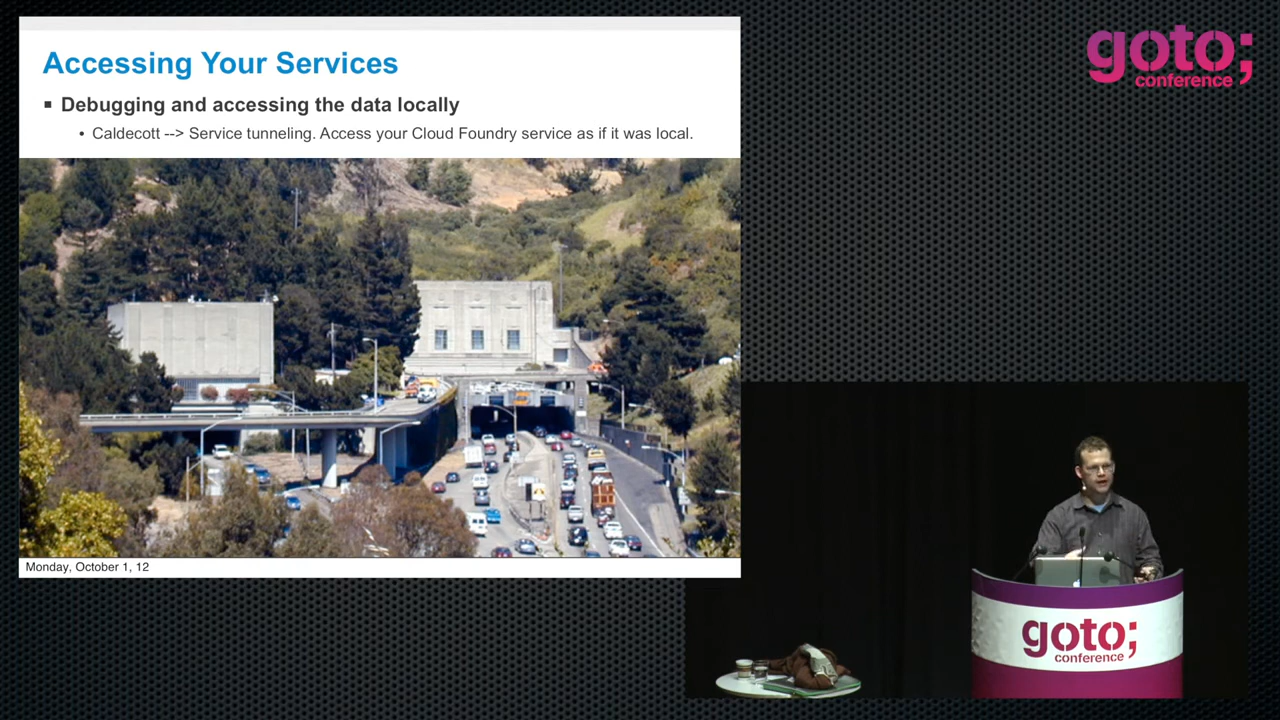 Accessing Your Services
▪ Debugging and accessing the data locally
• Caldecott --> Service tunneling. Access your Cloud Foundry service as if it was local.
Monday, October 1, 12
goto;
conference
goto;
conference